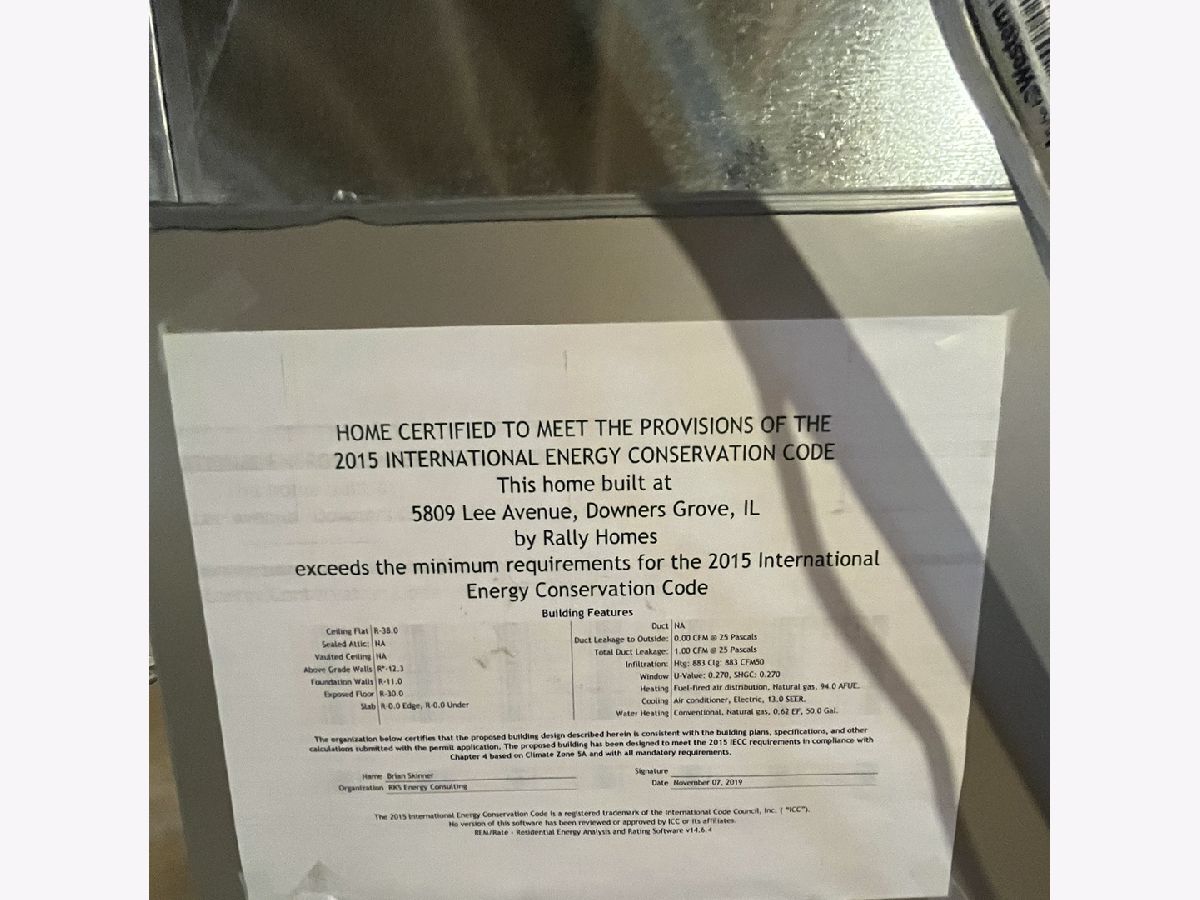 Western
HOME CERTIFIED TO MEET THE PROVISIONS OF THE
2015 INTERNATIONAL ENERGY CONSERVATION CODE
This home built at
5809 Lee Avenue, Downers Grove, IL
by Rally Homes
exceeds the minimum requirements for the 2015 International
Energy Conservation Code
Building Features
Ceiling Flat R-38.0
Sealed Attic: NA
Vaulted Ceiling NA
Above Grade Walls R*-12.3
Foundation Walls R-11.0
Exposed Floor R-30.0
Slab R-0.0 Edge, R-0.0 Under
Duct NA
Duct Leakage to Outside: 0.00 CFM @ 25 Pascals
Total Duct Leakage: 1.00 CFM @ 25 Pascals
Infiltration: Htg: 883 Clg: 883 CFM50
Window U-Value: 0.270, SHGC: 0.270
Heating Fuel-fired air distribution, Natural gas, 94.0 AFUE.
Cooling Air conditioner, Electric, 13.0 SEER.
Water Heating Conventional, Natural gas, 0.62 EF, 50.0 Gal.
The organization below certifies that the proposed building design described herein is consistent with the building plans, specifications, and other
calculations submitted with the permit application. The proposed building has been designed to meet the 2015 IECC requirements in compliance with
Chapter 4 based on Climate Zone 5A and with all mandatory requirements.
Name Brian Skinner
Organization RKS Energy Consulting
Signature
Date November 07, 2019
The 2015 International Energy Conservation Code is a registered trademark of the International Code Council, Inc. ( "ICC").
No version of this software has been reviewed or approved by ICC or its affiliates.
REM/Rate - Residential Energy Analysis and Rating Software v14.6.4